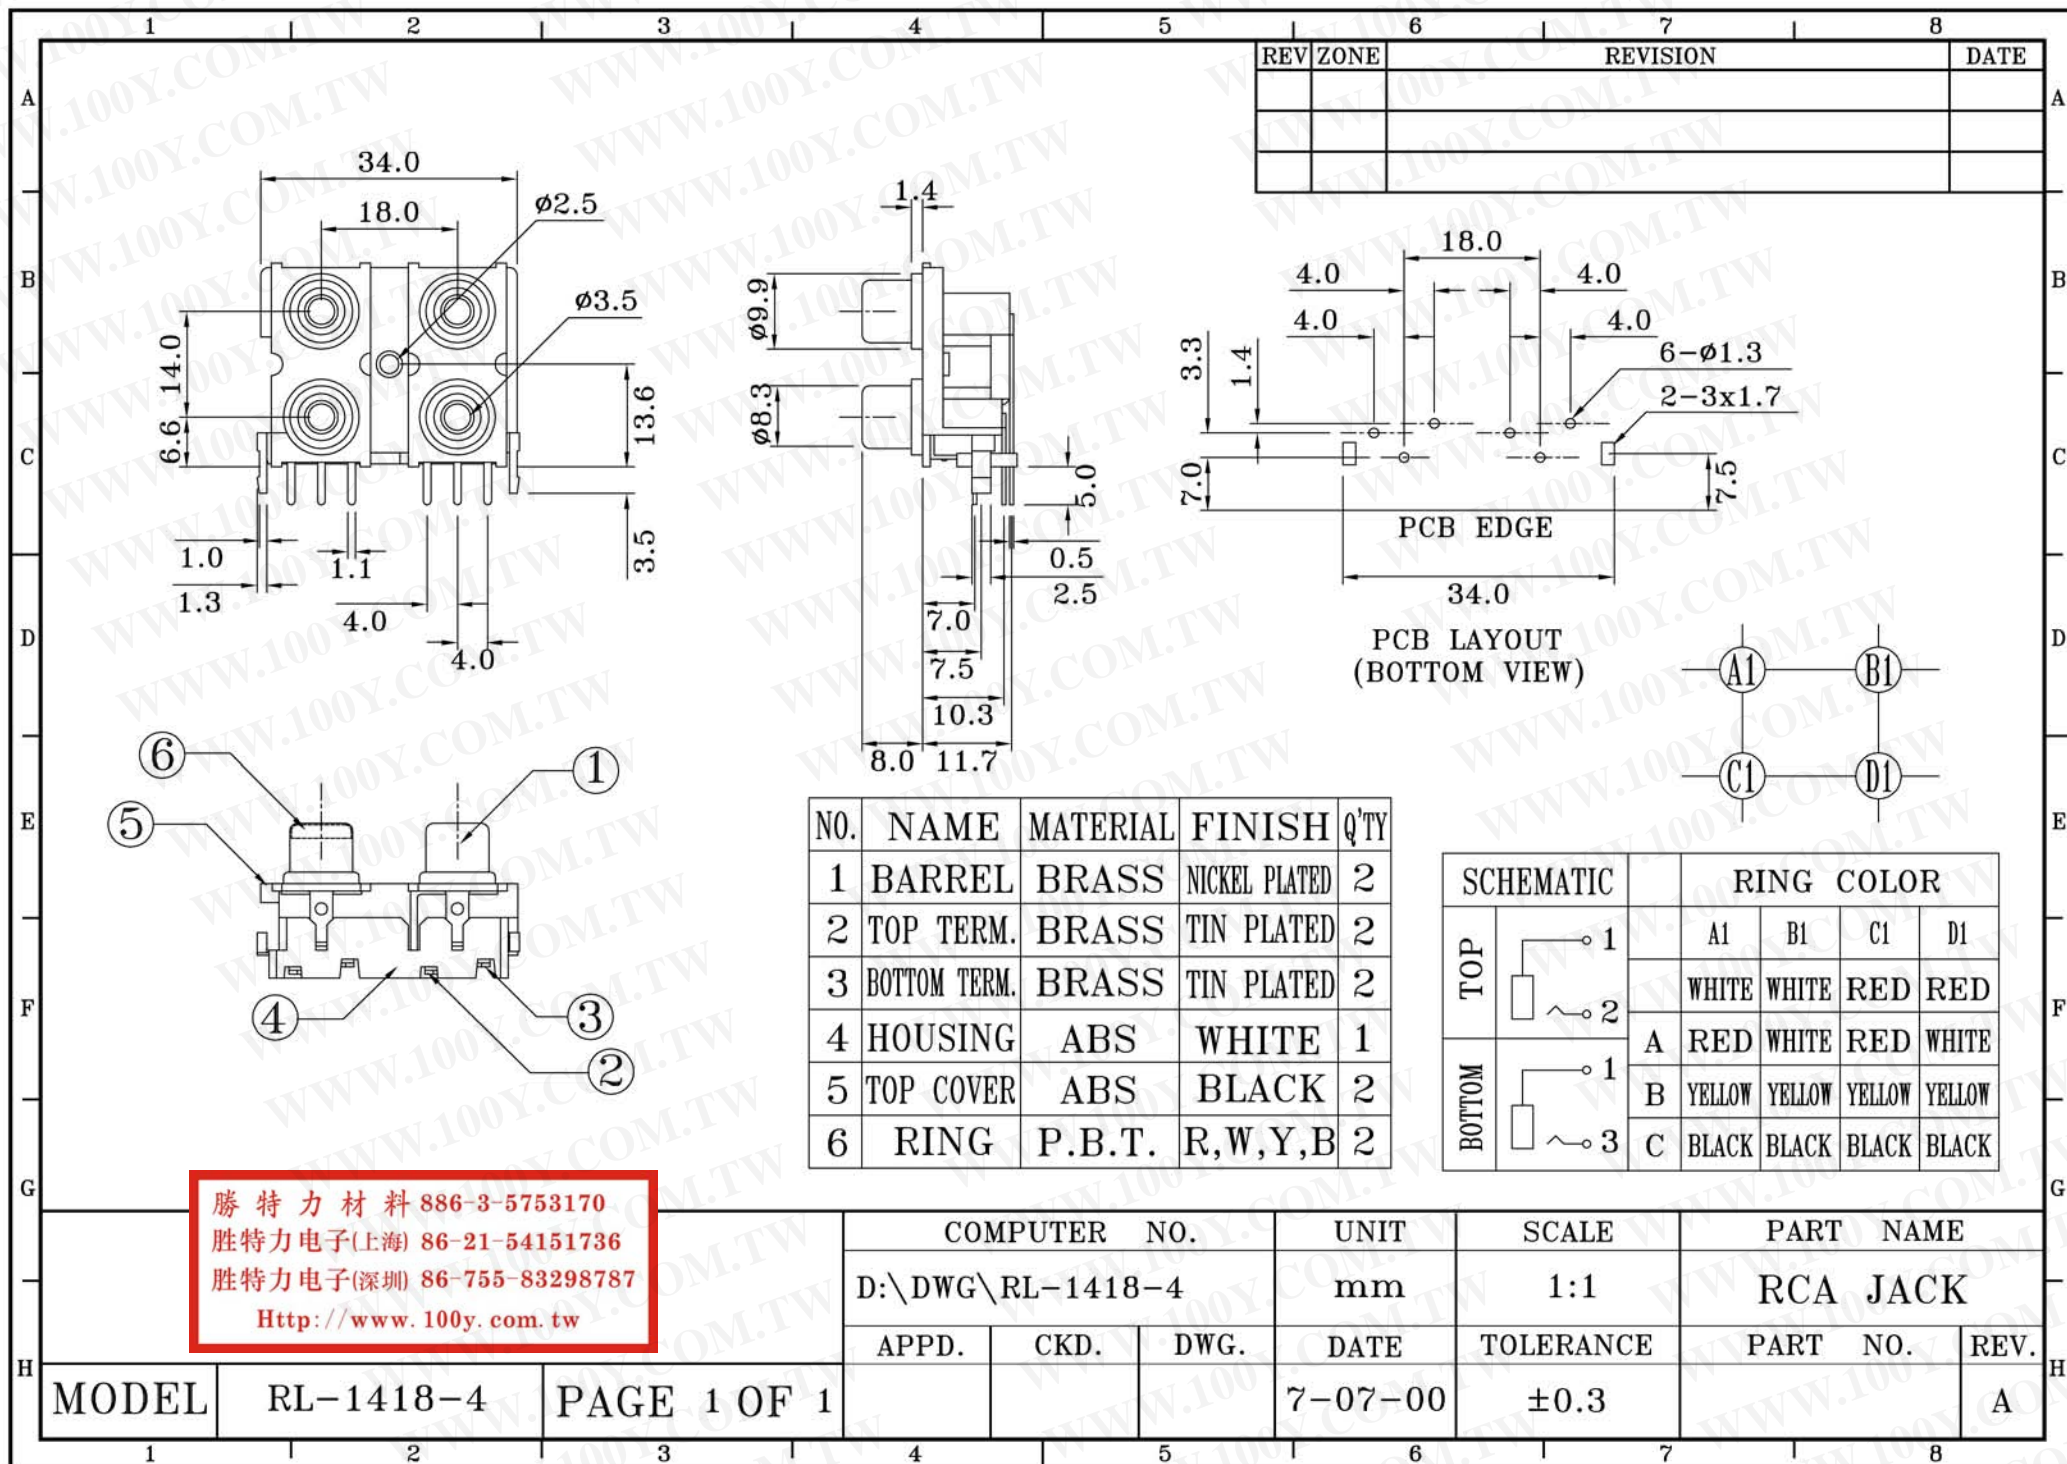 1 2 3 4 5 6 7 8
REV ZONE REVISION DATE
A A
34.0
18.0
ø2.5
ø3.5
14.0
6.6
13.6
3.5
1.0
1.3
1.1
4.0
4.0
1.4
ø9.9
ø8.3
5.0
0.5
2.5
7.0
7.5
10.3
8.0 11.7
18.0
4.0 4.0
4.0 4.0
3.3
1.4
6-ø1.3
2-3x1.7
7.0
7.5
PCB EDGE
34.0
PCB LAYOUT
(BOTTOM VIEW)
B B
C C
D D
A1 B1
C1 D1
6
1
5
4
3
2
E E
NO. NAME MATERIAL FINISH Q'TY
1 BARREL BRASS NICKEL PLATED 2
2 TOP TERM. BRASS TIN PLATED 2
3 BOTTOM TERM. BRASS TIN PLATED 2
4 HOUSING ABS WHITE 1
5 TOP COVER ABS BLACK 2
6 RING P.B.T. R,W,Y,B 2
SCHEMATIC RING COLOR
TOP 1 2
BOTTOM 1 3
A1 B1 C1 D1
WHITE WHITE RED RED
A RED WHITE RED WHITE
B YELLOW YELLOW YELLOW YELLOW
C BLACK BLACK BLACK BLACK
F F
G G
勝特力材料 886-3-5753170
胜特力电子(上海) 86-21-54151736
胜特力电子(深圳) 86-755-83298787
Http://www.100y.com.tw
COMPUTER NO. UNIT SCALE PART NAME
D:\DWG\RL-1418-4 mm 1:1 RCA JACK
APPD. CKD. DWG. DATE TOLERANCE PART NO. REV.
H H
MODEL RL-1418-4 PAGE 1 OF 1 7-07-00 ±0.3 A
1 2 3 4 5 6 7 8
WWW.100Y.COM.TW